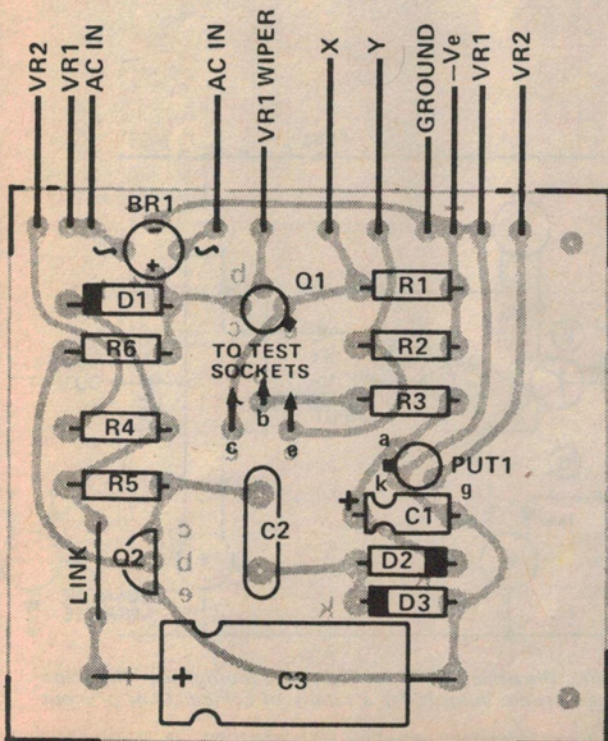 VR2
VR1
AC IN
AC IN
VR1 WIPER
X
Y
GROUND
–Ve
VR1
VR2
BR1
-
~
~
+
D1
Q1
R1
R6
R2
TO TEST
SOCKETS
R4
R3
c
b
e
a
k
PUT1
g
R5
C2
+
C1
LINK
Q2
c
b
e
D2
k
D3
+
C3